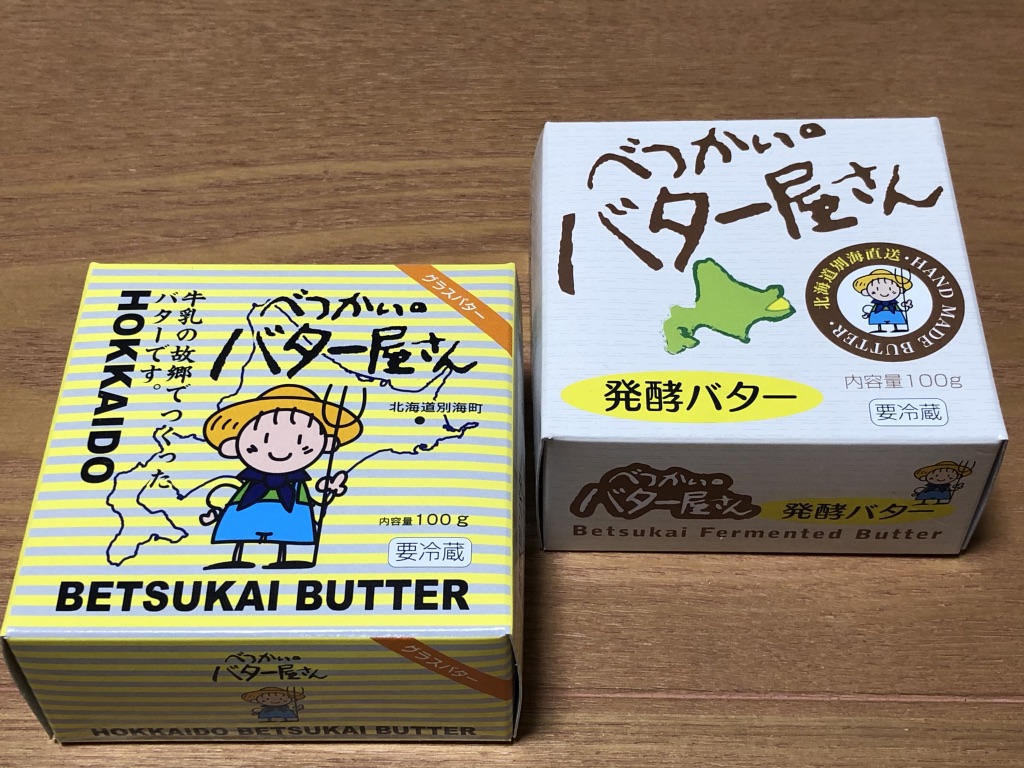 グラスバター
べつかい。
バター屋さん
牛乳の故郷でつくった
バターです。
HOKKAIDO
北海道別海町
内容量100g
要冷蔵
BETSUKAI BUTTER
べつかい。
バター屋さん
グラスバター
HOKKAIDO BETSUKAI BUTTER
べつかい。
バター屋さん
北海道別海直送・HAND MADE BUTTER・
発酵バター
内容量100g
要冷蔵
べつかい。
バター屋さん
発酵バター
Betsukai Fermented Butter